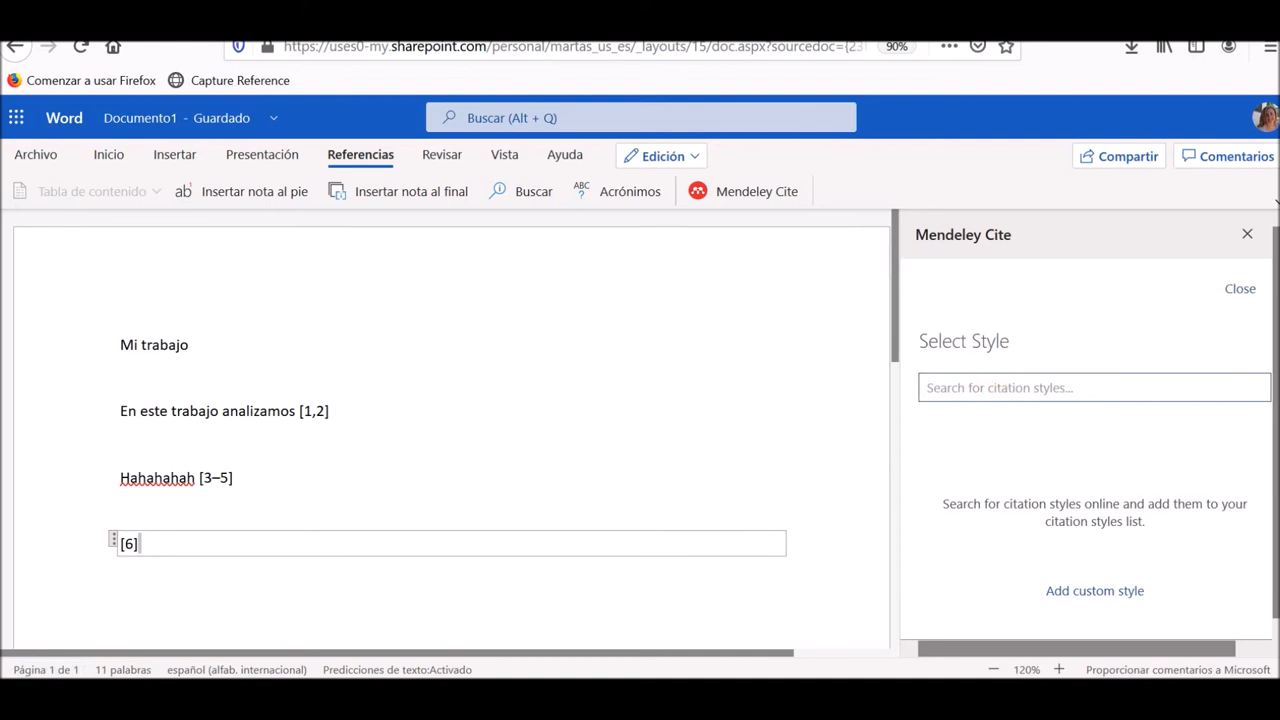 https://uses0-my.sharepoint.com/personal/martas_us_es/_layouts/15/doc.aspx?sourcedoc={23 90%
Comenzar a usar Firefox Capture Reference
Word Documento1 - Guardado Buscar (Alt + Q)
Archivo Inicio Insertar Presentación Referencias Revisar Vista Ayuda Edición Compartir Comentarios
Tabla de contenido ab Insertar nota al pie Insertar nota al final Buscar ABC ? Acrónimos Mendeley Cite
Mendeley Cite
Close
Select Style
Search for citation styles...
Mi trabajo
En este trabajo analizamos [1,2]
Hahahahah [3–5]
[6]
Search for citation styles online and add them to your
citation styles list.
Add custom style
Página 1 de 1 11 palabras español (alfab. internacional) Predicciones de texto:Activado 120% Proporcionar comentarios a Microsoft